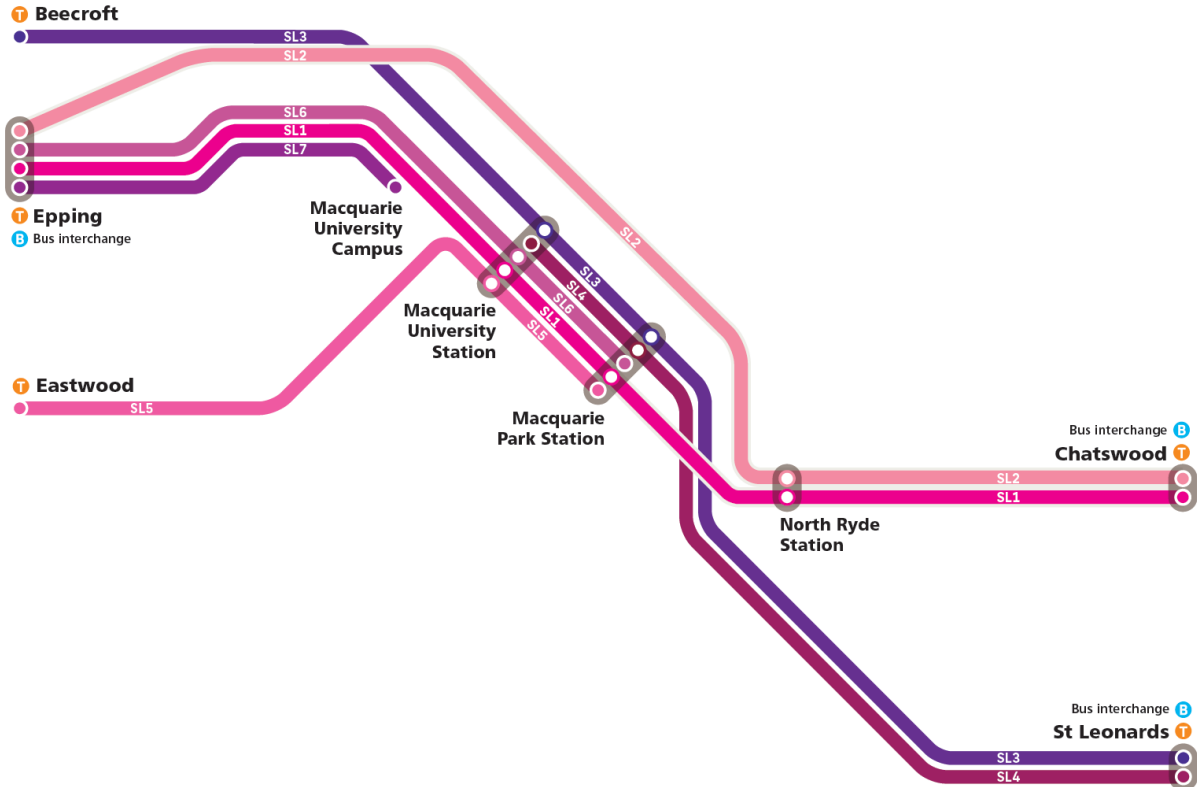 T Beecroft
SL3
SL2
SL6
SL1
SL7
T Epping
B Bus interchange
Macquarie
University
Campus
SL2
SL3
SL4
SL6
SL1
SL5
Macquarie
University
Station
T Eastwood
SL5
Macquarie
Park Station
Bus interchange B
Chatswood T
SL2
SL1
North Ryde
Station
Bus interchange B
St Leonards T
SL3
SL4